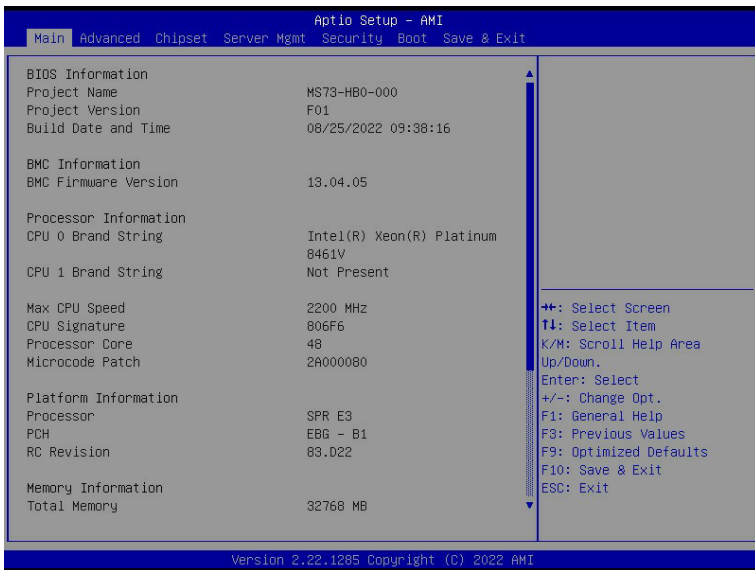 Aptio Setup – AMI
Main Advanced Chipset Server Mgmt Security Boot Save & Exit
BIOS Information
Project Name MS73-HB0-000
Project Version F01
Build Date and Time 08/25/2022 09:38:16
BMC Information
BMC Firmware Version 13.04.05
Processor Information
CPU 0 Brand String Intel(R) Xeon(R) Platinum
8461V
CPU 1 Brand String Not Present
Max CPU Speed 2200 MHz
CPU Signature 806F6
Processor Core 48
Microcode Patch 2A000080
Platform Information
Processor SPR E3
PCH EBG - B1
RC Revision 83.D22
Memory Information
Total Memory 32768 MB
→←: Select Screen
↑↓: Select Item
K/M: Scroll Help Area
Up/Down.
Enter: Select
+/-: Change Opt.
F1: General Help
F3: Previous Values
F9: Optimized Defaults
F10: Save & Exit
ESC: Exit
Version 2.22.1285 Copyright (C) 2022 AMI